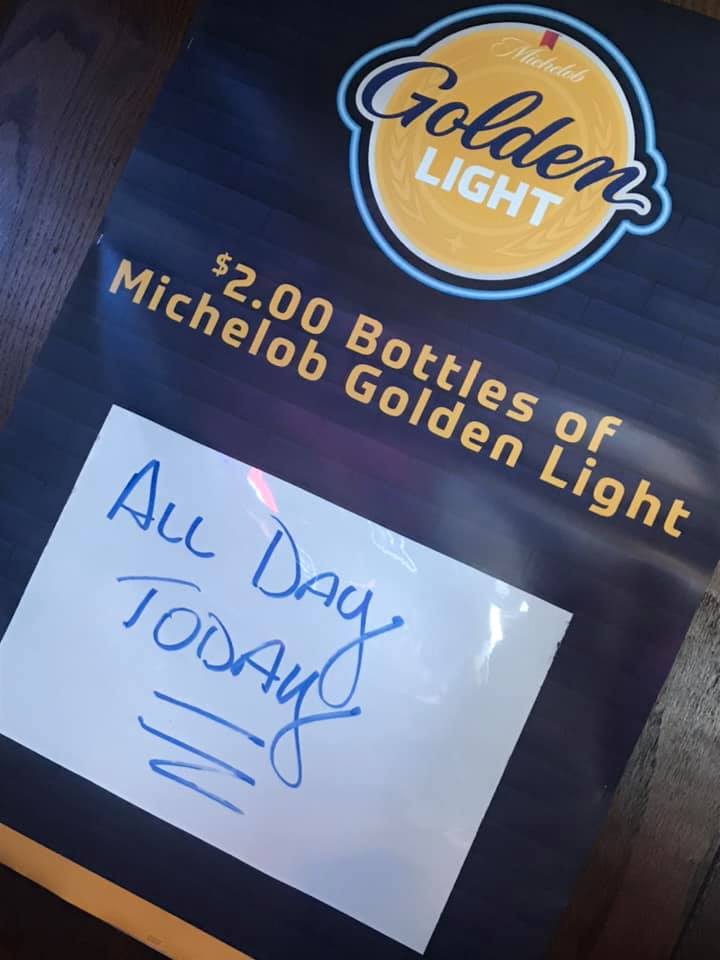 Michelob
Golden
LIGHT
$2.00 Bottles of
Michelob Golden Light
ALL DAY
TODAY